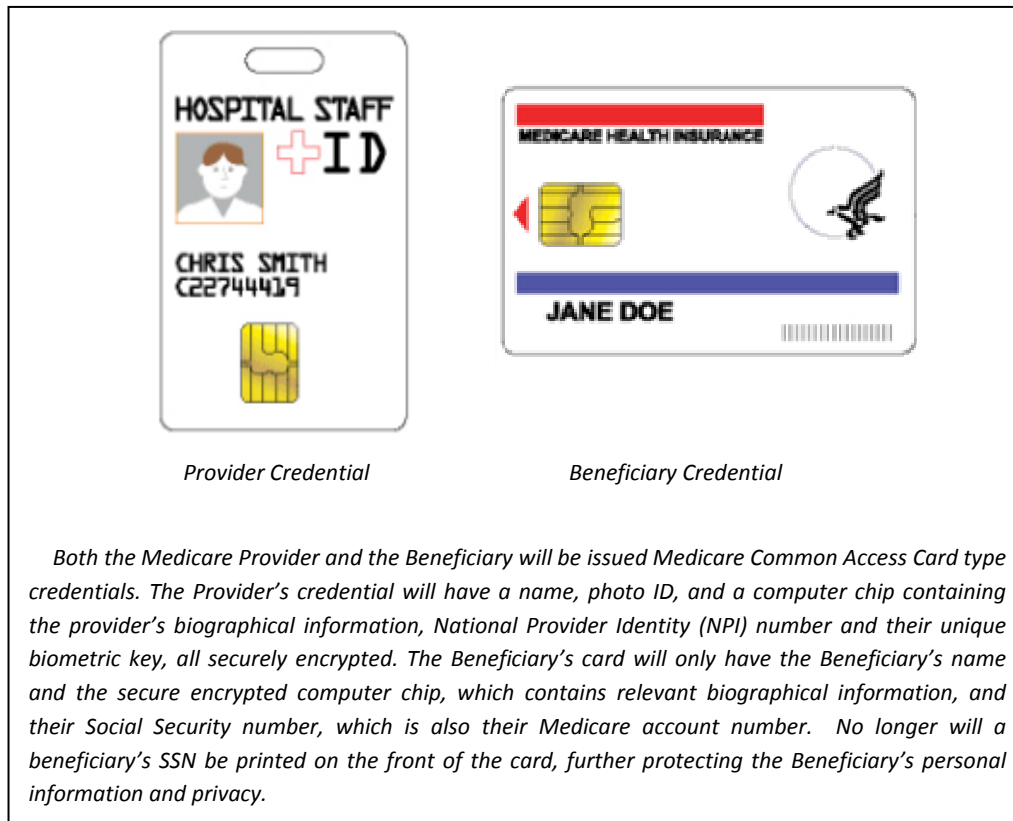 HOSPITAL STAFF
ID
CHRIS SMITH
C22744419
MEDICARE HEALTH INSURANCE
JANE DOE
Provider Credential
Beneficiary Credential
Both the Medicare Provider and the Beneficiary will be issued Medicare Common Access Card type
credentials. The Provider’s credential will have a name, photo ID, and a computer chip containing
the provider’s biographical information, National Provider Identity (NPI) number and their unique
biometric key, all securely encrypted. The Beneficiary’s card will only have the Beneficiary’s name
and the secure encrypted computer chip, which contains relevant biographical information, and
their Social Security number, which is also their Medicare account number.  No longer will a
beneficiary’s SSN be printed on the front of the card, further protecting the Beneficiary’s personal
information and privacy.